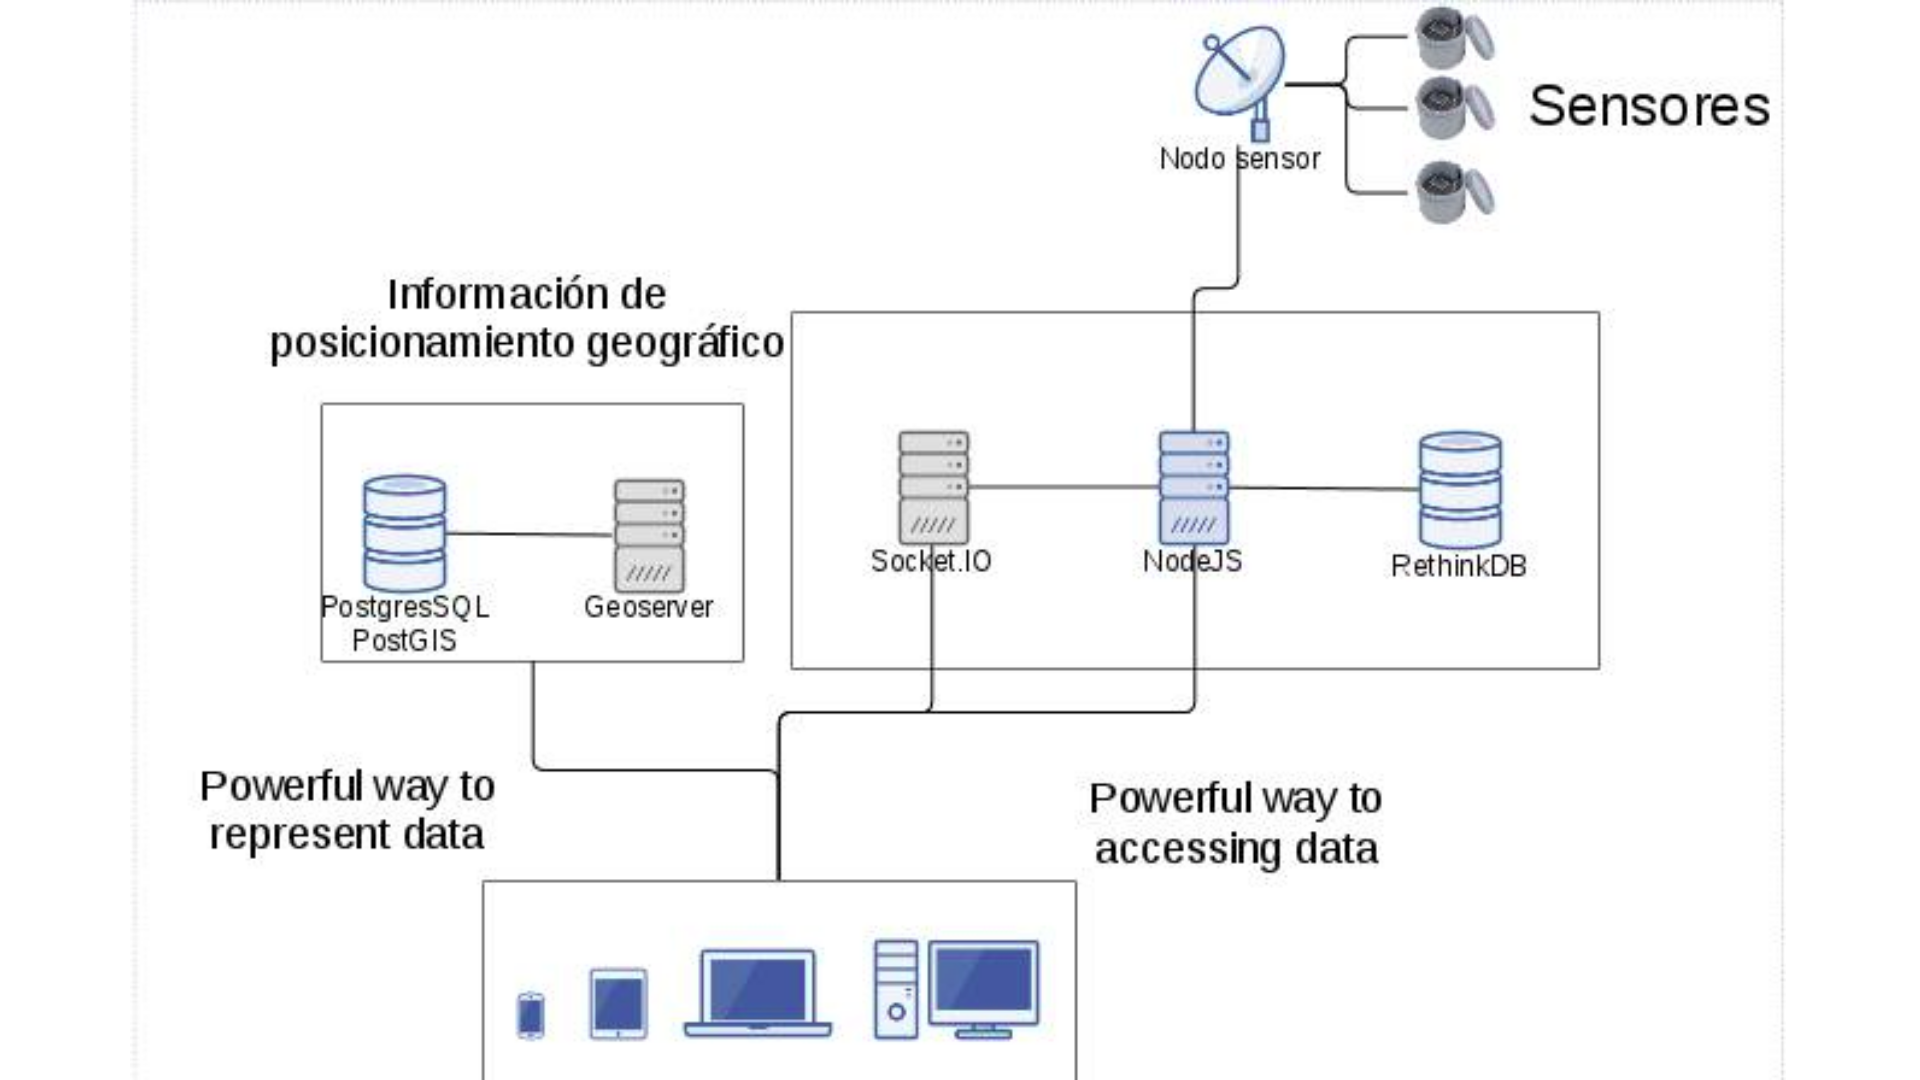 Sensores
Nodo sensor
Información de
posicionamiento geográfico
Socket.IO
NodeJS
RethinkDB
PostgresSQL
PostGIS
Geoserver
Powerful way to
represent data
Powerful way to
accessing data